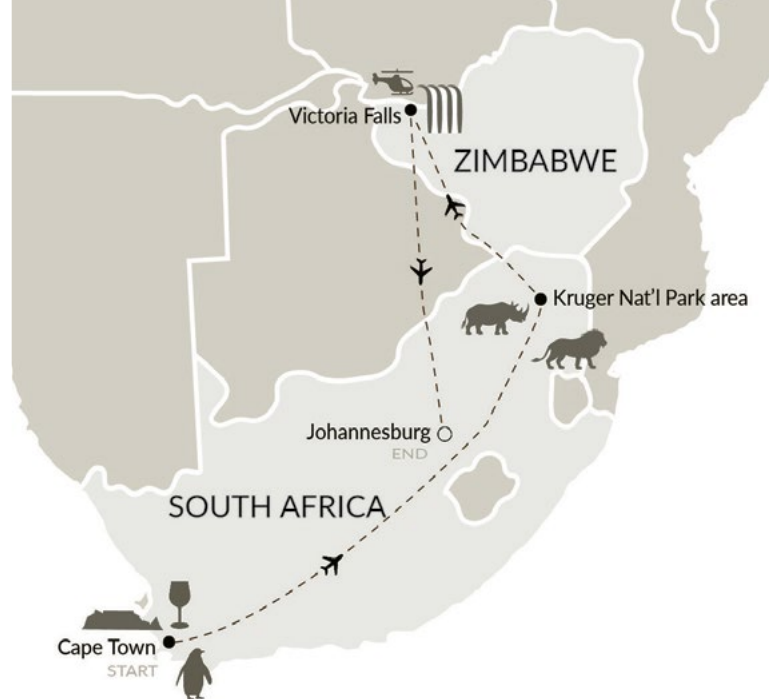 Victoria Falls
ZIMBABWE
Kruger Nat'l Park area
Johannesburg
END
SOUTH AFRICA
Cape Town
START